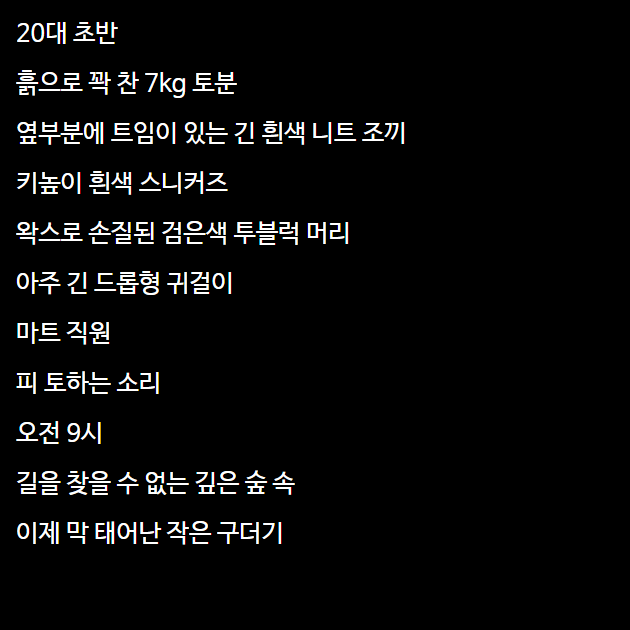 20대 초반
흙으로 꽉 찬 7kg 토분
옆부분에 트임이 있는 긴 흰색 니트 조끼
키높이 흰색 스니커즈
왁스로 손질된 검은색 투블럭 머리
아주 긴 드롭형 귀걸이
마트 직원
피 토하는 소리
오전 9시
길을 찾을 수 없는 깊은 숲 속
이제 막 태어난 작은 구더기